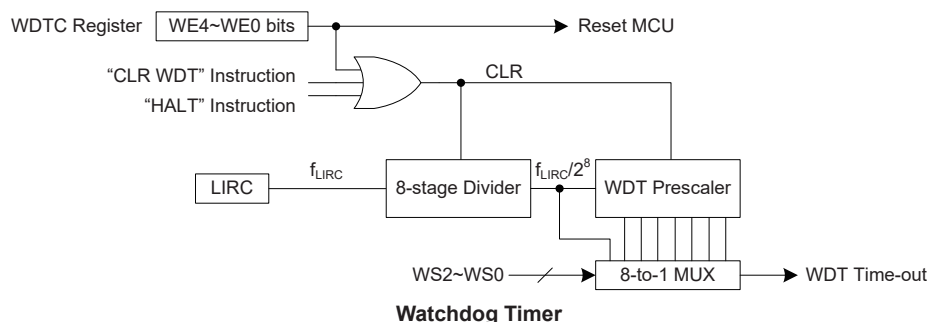 WDTC Register WE4~WE0 bits Reset MCU
“CLR WDT” Instruction
CLR
“HALT” Instruction
LIRC
fLIRC
8-stage Divider
fLIRC/2⁸
WDT Prescaler
WS2~WS0
8-to-1 MUX
WDT Time-out
Watchdog Timer